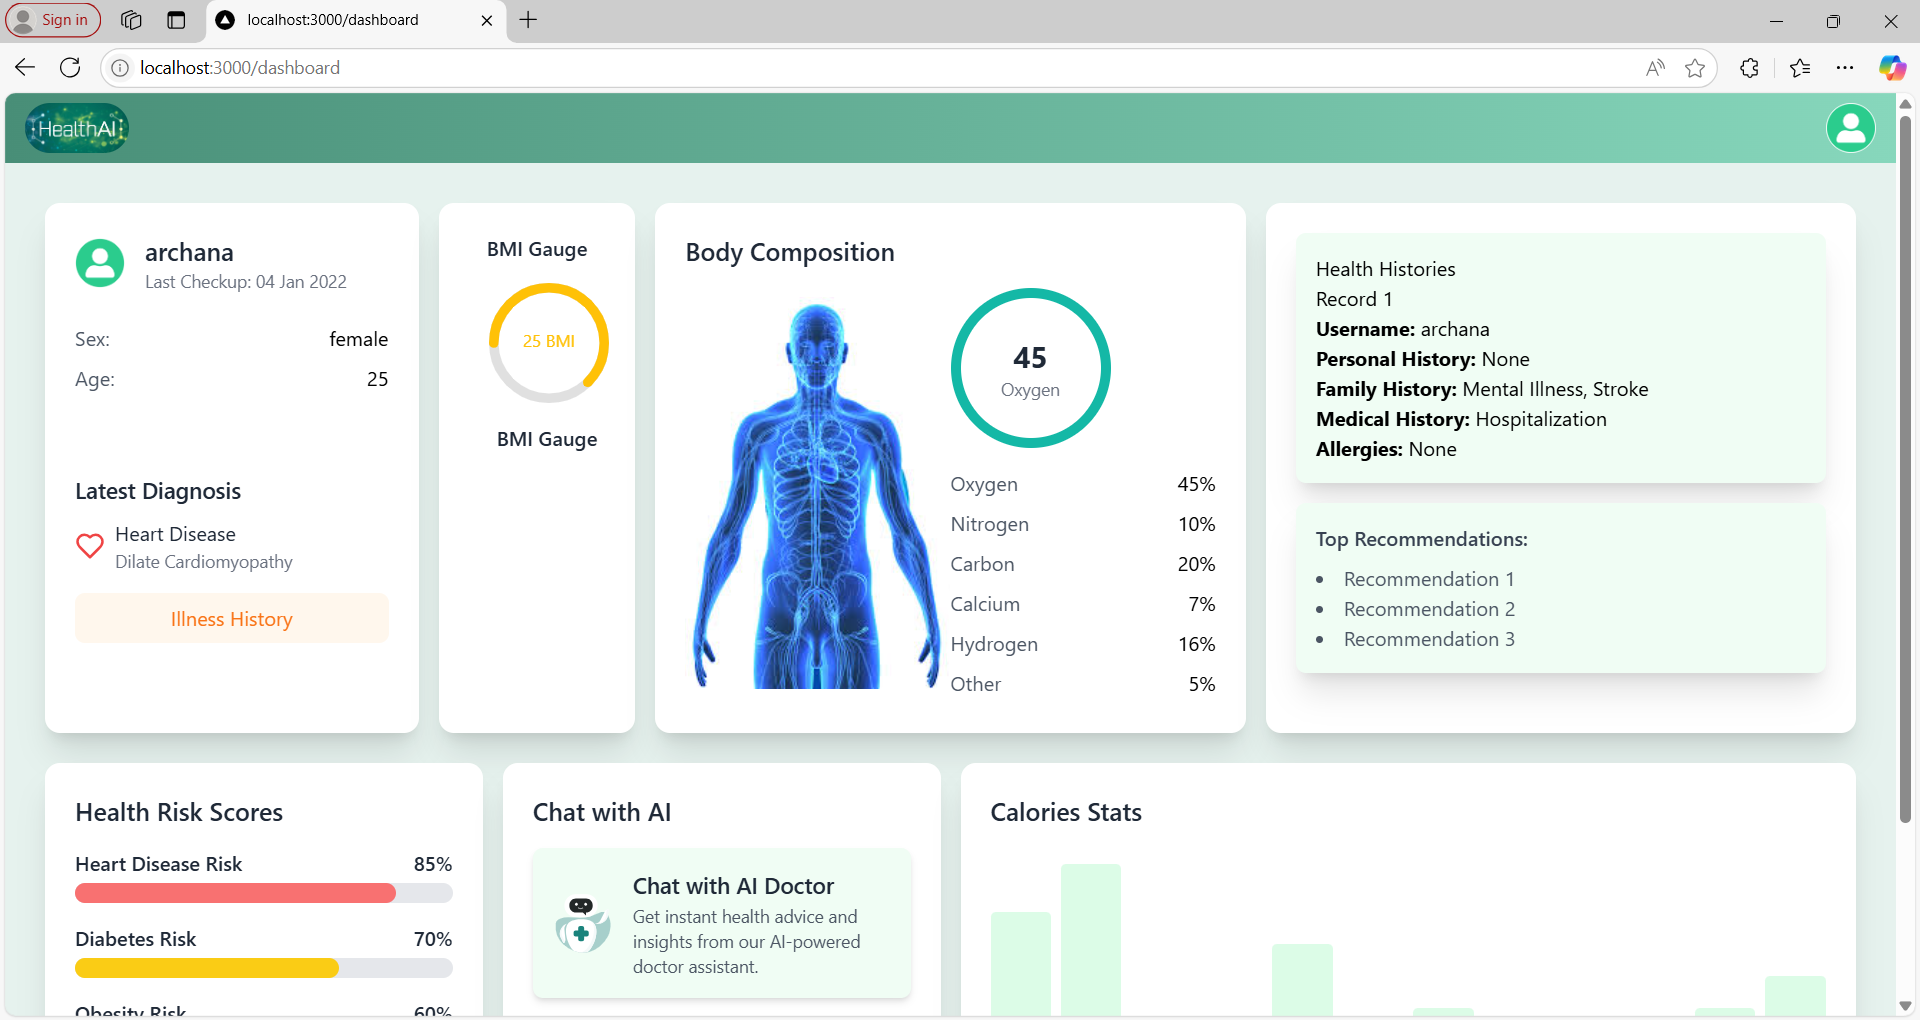 Sign in
localhost:3000/dashboard
localhost:3000/dashboard
HealthAI
archana
Last Checkup: 04 Jan 2022
Sex: female
Age: 25
Latest Diagnosis
Heart Disease
Dilate Cardiomyopathy
Illness History
BMI Gauge
25 BMI
BMI Gauge
Body Composition
45
Oxygen
Oxygen 45%
Nitrogen 10%
Carbon 20%
Calcium 7%
Hydrogen 16%
Other 5%
Health Histories
Record 1
Username: archana
Personal History: None
Family History: Mental Illness, Stroke
Medical History: Hospitalization
Allergies: None
Top Recommendations:
Recommendation 1
Recommendation 2
Recommendation 3
Health Risk Scores
Heart Disease Risk 85%
Diabetes Risk 70%
Obesity Risk 60%
Chat with AI
Chat with AI Doctor
Get instant health advice and
insights from our AI-powered
doctor assistant.
Calories Stats